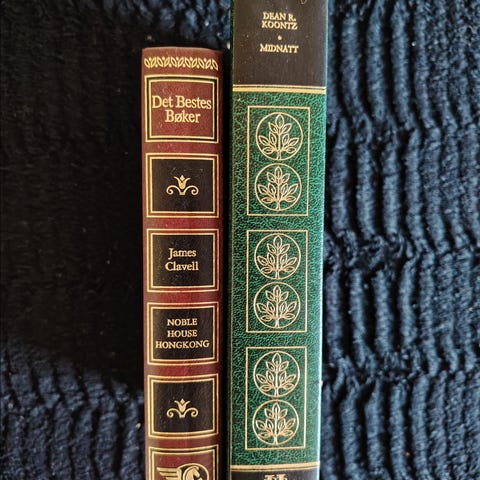 Det Bestes
Bøker
James
Clavell
NOBLE
HOUSE
HONGKONG
DEAN R.
KOONTZ
MIDNATT